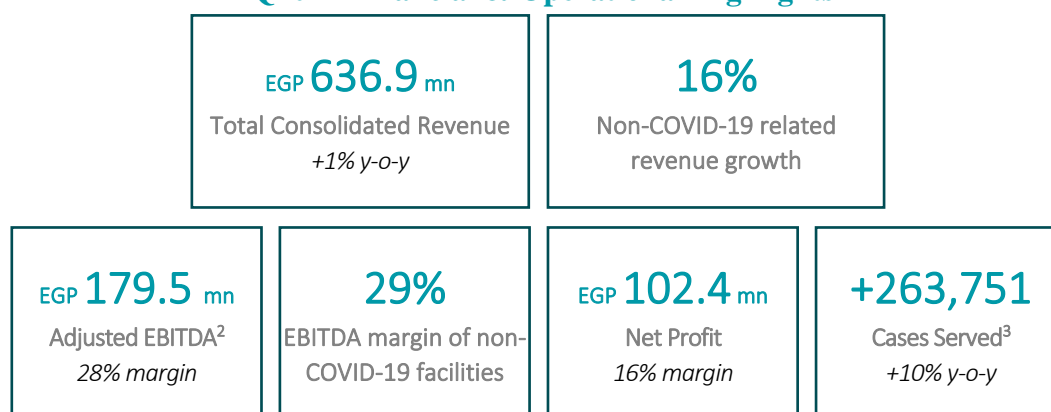 EGP 636.9 mn
Total Consolidated Revenue
+1% y-o-y
16%
Non-COVID-19 related
revenue growth
EGP 179.5 mn
Adjusted EBITDA²
28% margin
29%
EBITDA margin of non-
COVID-19 facilities
EGP 102.4 mn
Net Profit
16% margin
+263,751
Cases Served³
+10% y-o-y